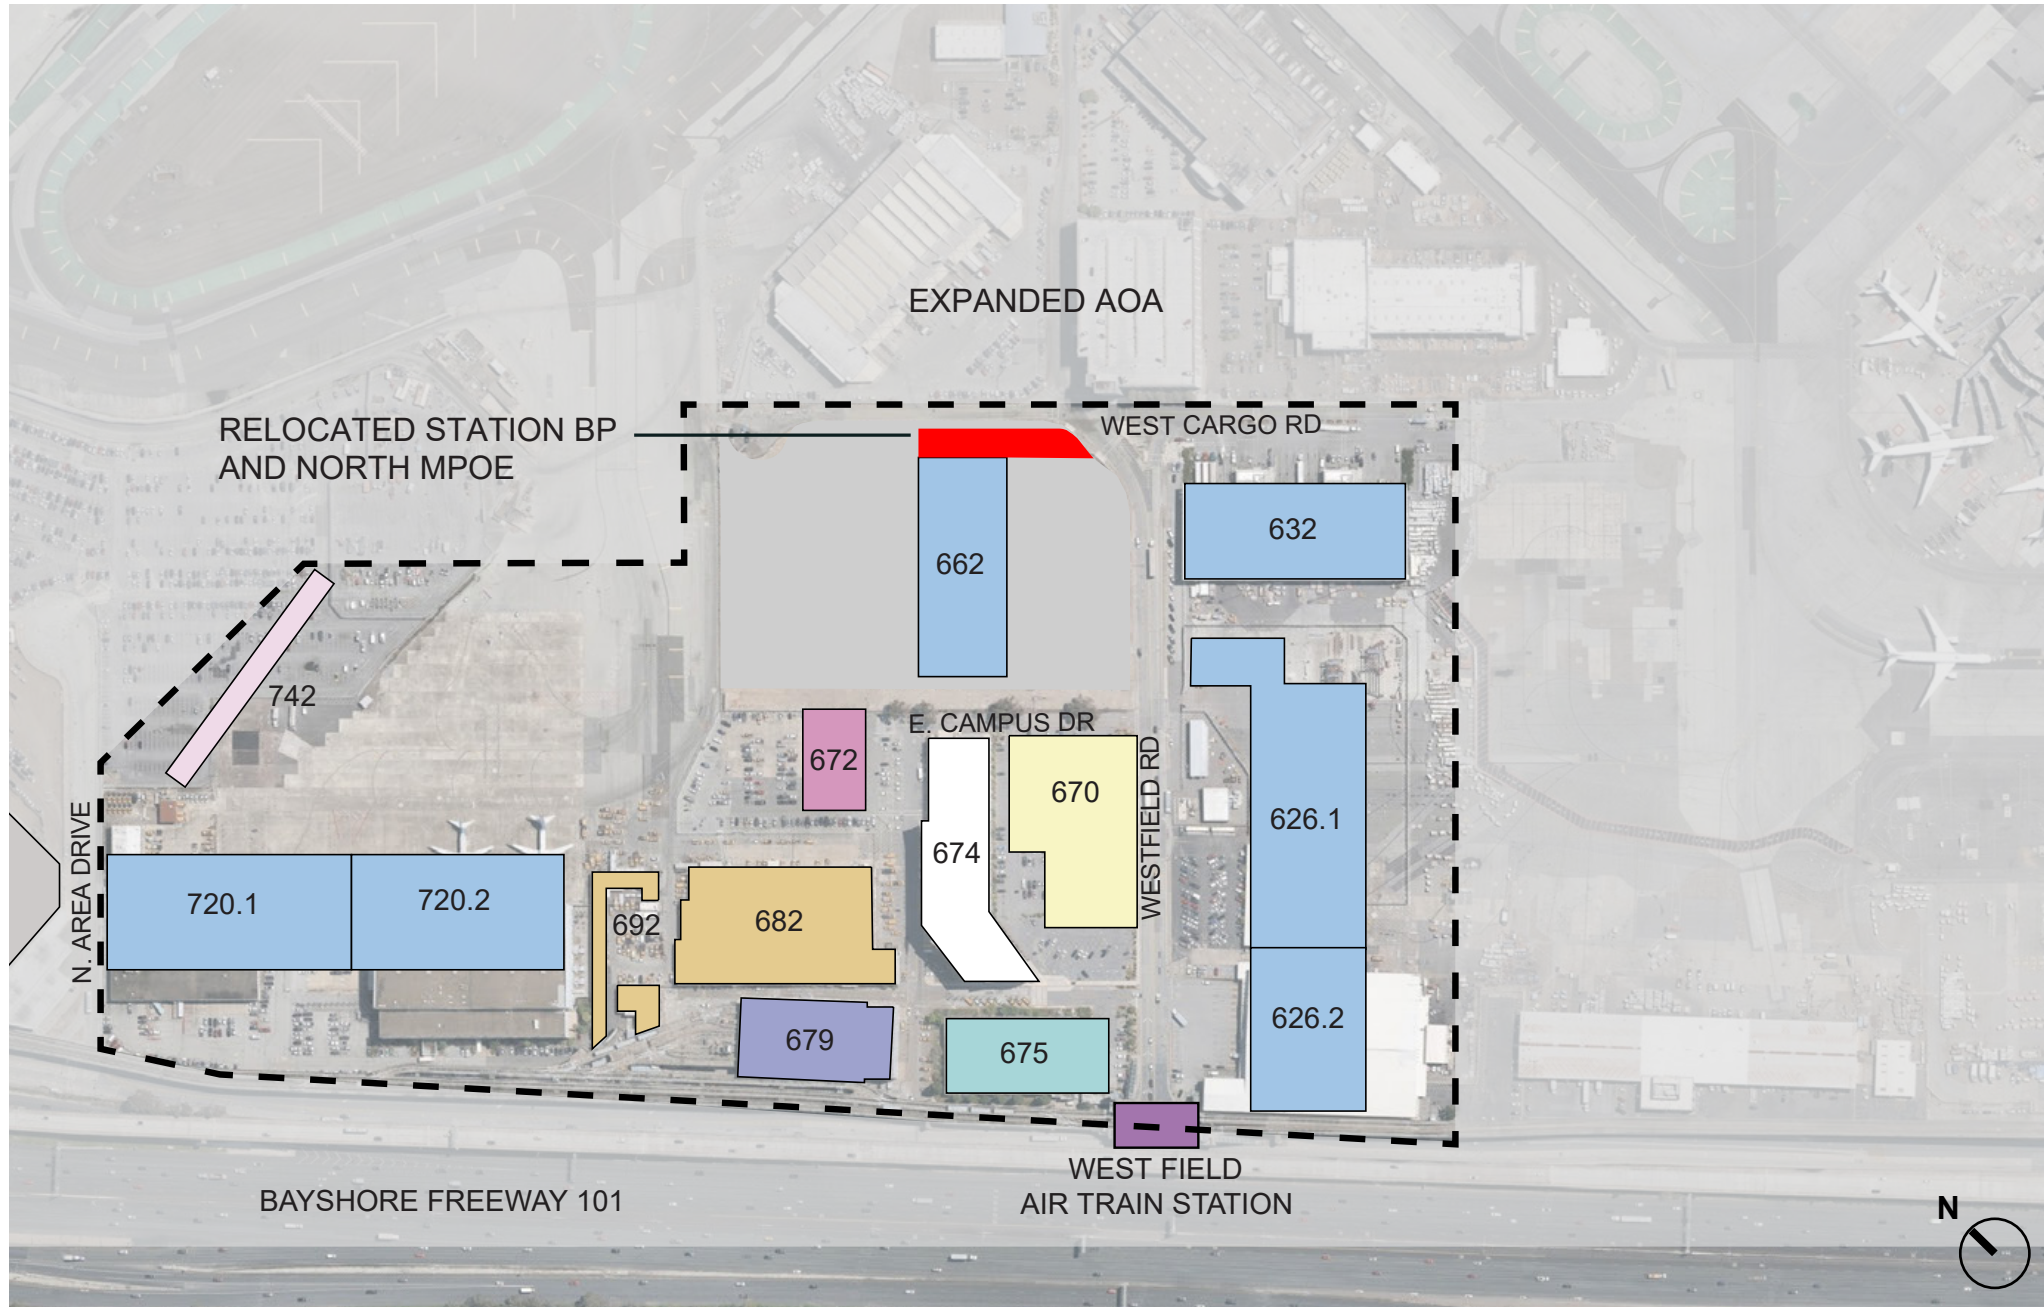 EXPANDED AOA
RELOCATED STATION BP
AND NORTH MPOE
WEST CARGO RD
632
662
742
E. CAMPUS DR
672
670
WESTFIELD RD
626.1
674
N. AREA DRIVE
720.1
720.2
692
682
626.2
679
675
WEST FIELD
AIR TRAIN STATION
BAYSHORE FREEWAY 101
N